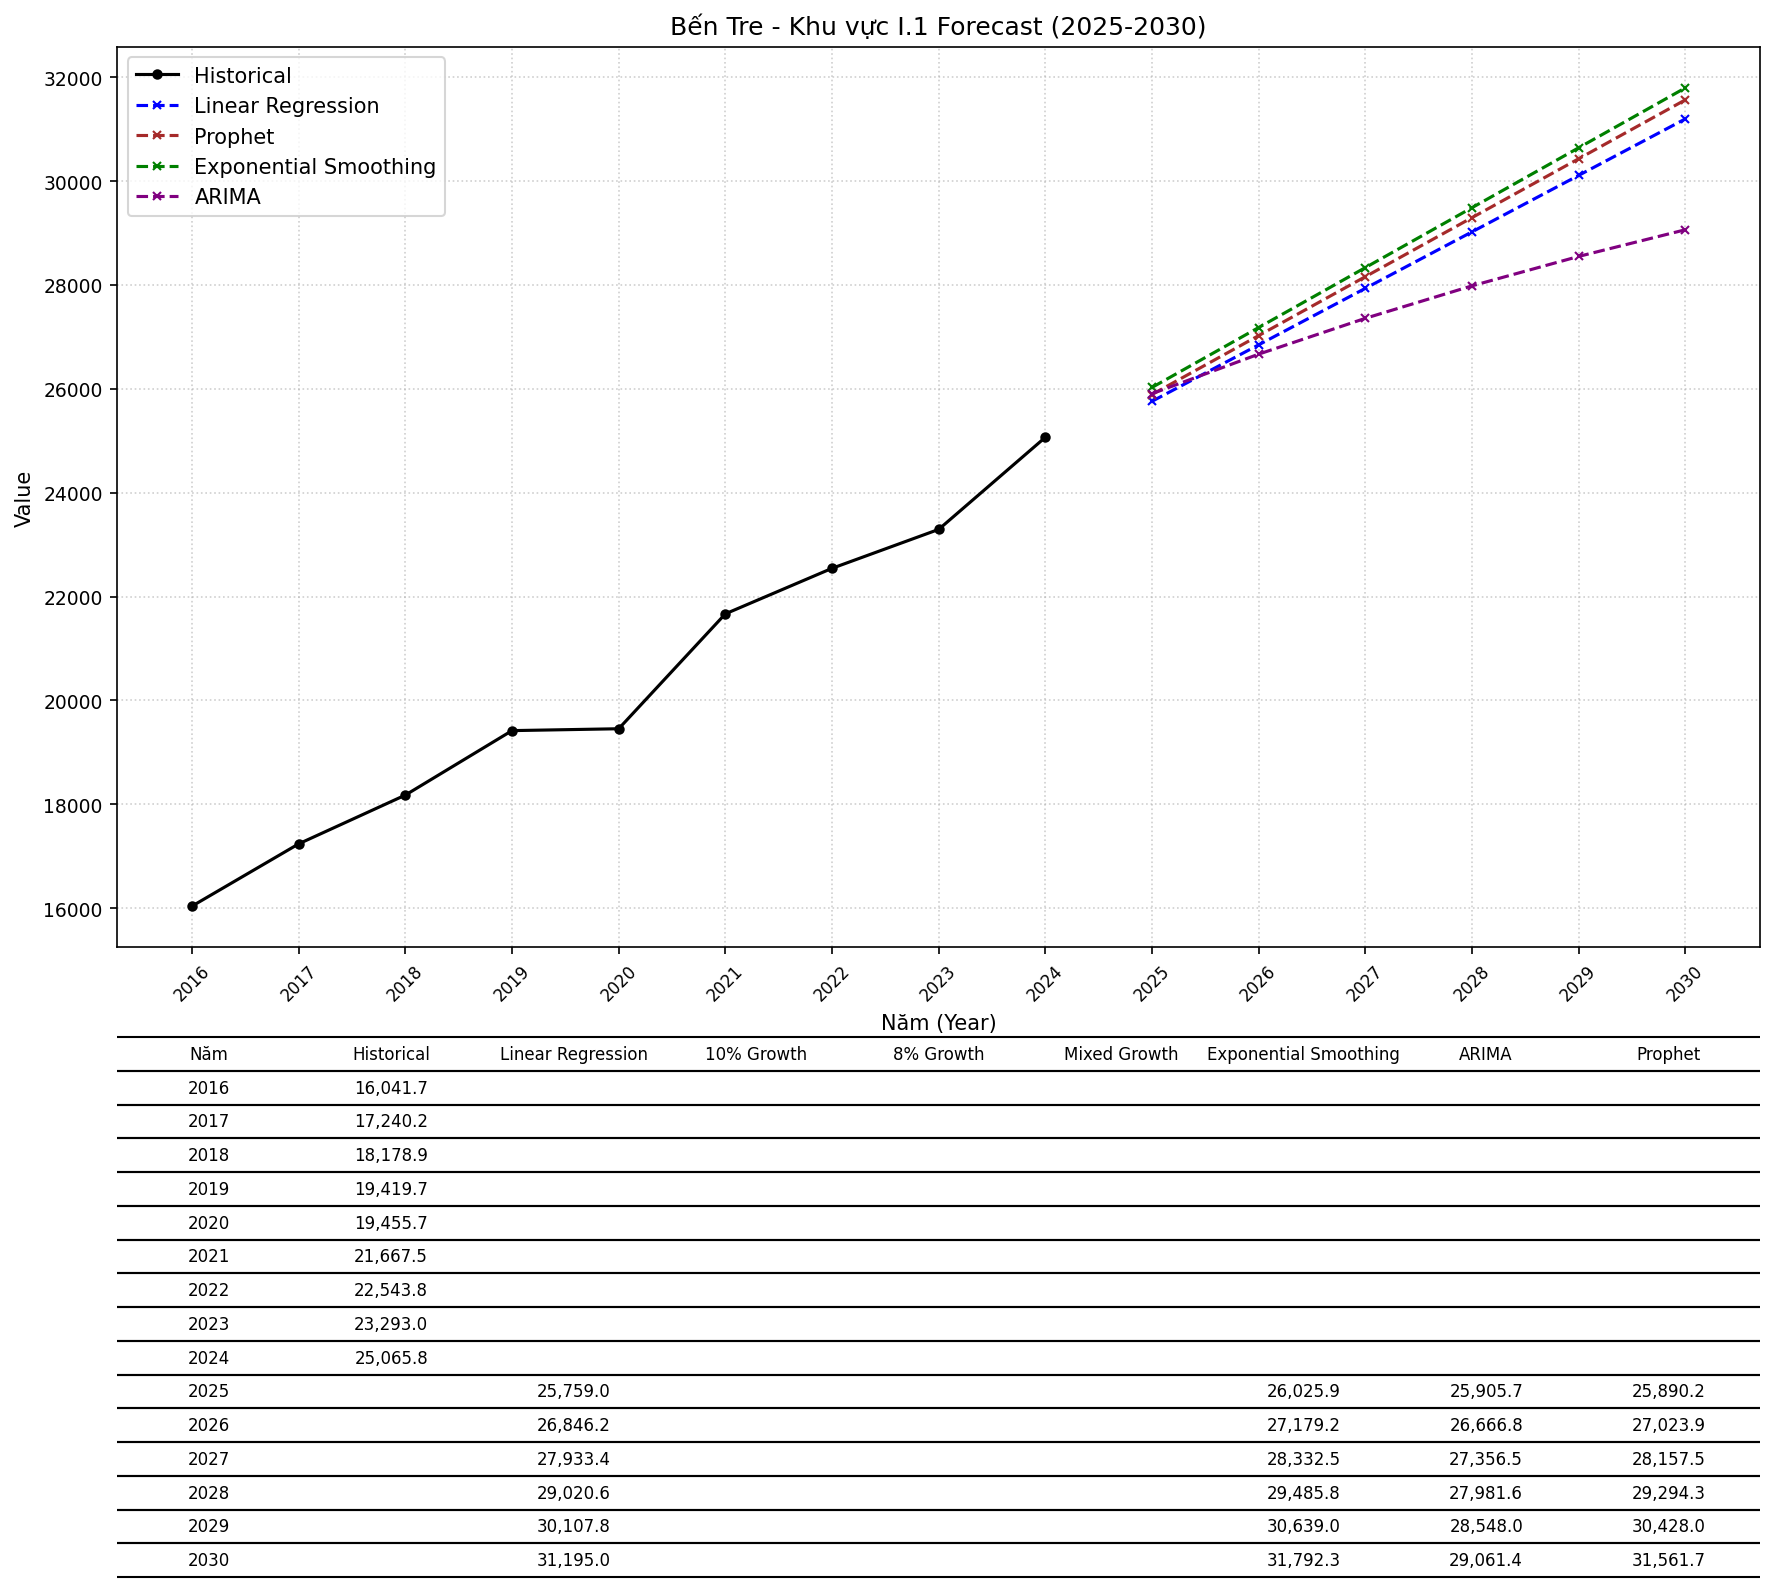 Bến Tre - Khu vực I.1 Forecast (2025-2030)
Historical
Linear Regression
Prophet
Exponential Smoothing
ARIMA
Value
32000
30000
28000
26000
24000
22000
20000
18000
16000
2016 2017 2018 2019 2020 2021 2022 2023 2024 2025 2026 2027 2028 2029 2030
Năm (Year)
Năm Historical Linear Regression 10% Growth 8% Growth Mixed Growth Exponential Smoothing ARIMA Prophet
2016 16,041.7
2017 17,240.2
2018 18,178.9
2019 19,419.7
2020 19,455.7
2021 21,667.5
2022 22,543.8
2023 23,293.0
2024 25,065.8
2025 25,759.0 26,025.9 25,905.7 25,890.2
2026 26,846.2 27,179.2 26,666.8 27,023.9
2027 27,933.4 28,332.5 27,356.5 28,157.5
2028 29,020.6 29,485.8 27,981.6 29,294.3
2029 30,107.8 30,639.0 28,548.0 30,428.0
2030 31,195.0 31,792.3 29,061.4 31,561.7